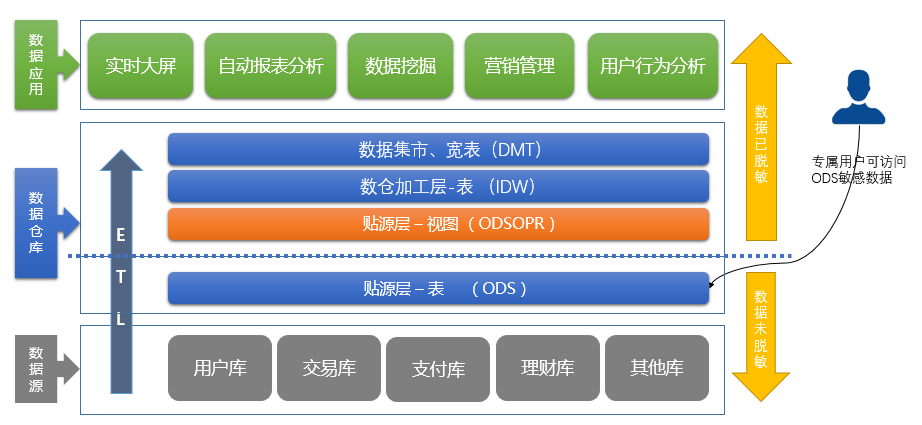 数据应用
实时大屏
自动报表分析
数据挖掘
营销管理
用户行为分析
数据已脱敏
专属用户可访问
ODS敏感数据
数据仓库
ETL
数据集市、宽表（DMT）
数仓加工层-表（IDW）
贴源层－视图（ODSOPR）
贴源层－表 （ODS）
数据未脱敏
数据源
用户库
交易库
支付库
理财库
其他库